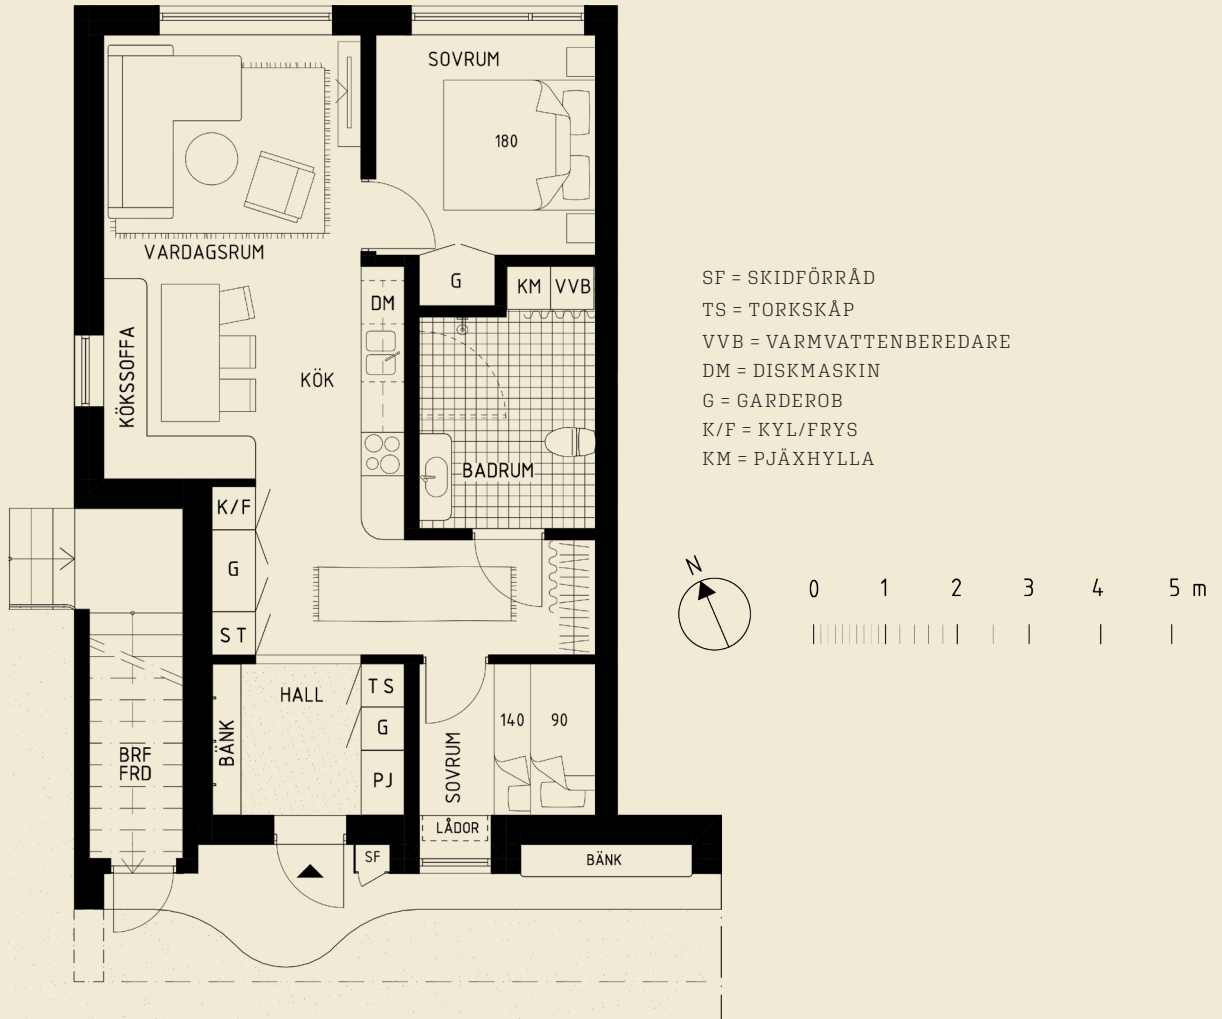 SOVRUM
180
VARDAGSRUM
G
KM
VVB
DM
KÖKSSOFFA
KÖK
BADRUM
K/F
G
ST
HALL
TS
G
PJ
BÄNK
SOVRUM
140
90
BRF
FRD
LÅDOR
SF
BÄNK
SF = SKIDFÖRRÅD
TS = TORKSKÅP
VVB = VARMVATTENBEREDARE
DM = DISKMASKIN
G = GARDEROB
K/F = KYL/FRYS
KM = PJÄXHYLLA
N
0 1 2 3 4 5 m